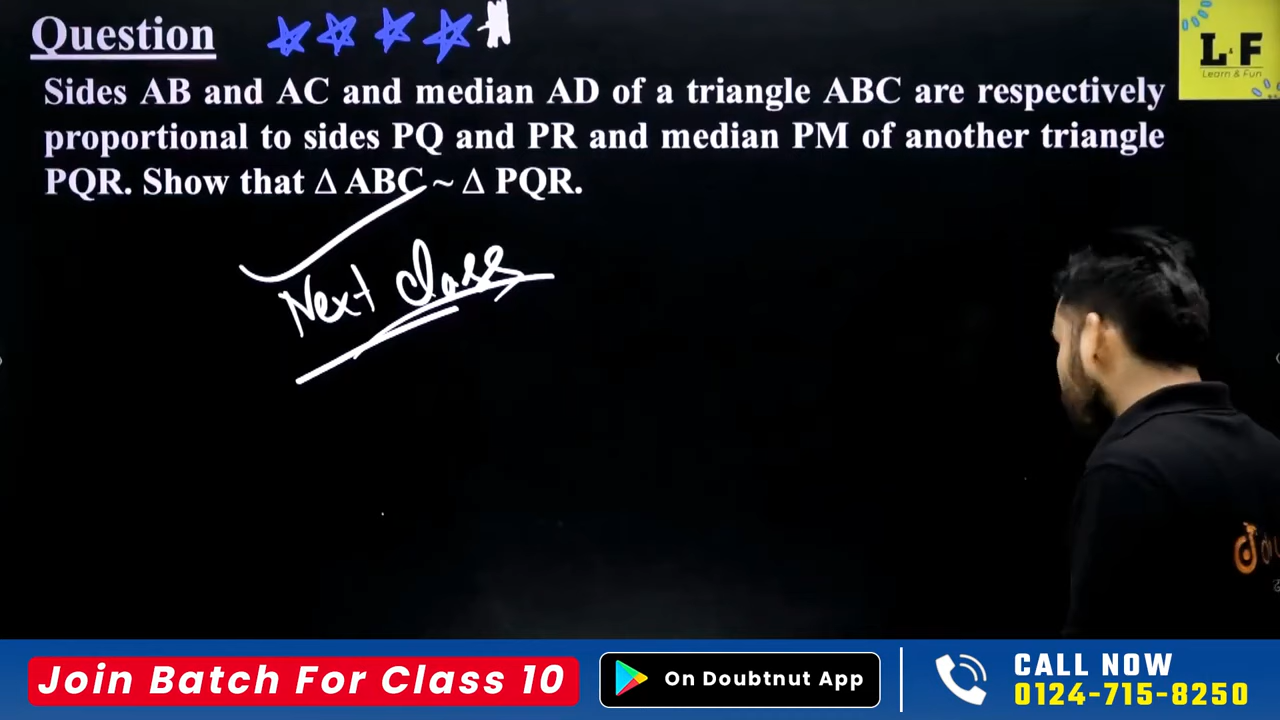 Question
L&F
Learn & Fun
Sides AB and AC and median AD of a triangle ABC are respectively
proportional to sides PQ and PR and median PM of another triangle
PQR. Show that Δ ABC ~ Δ PQR.
Next class
Join Batch For Class 10
On Doubtnut App
CALL NOW
0124-715-8250